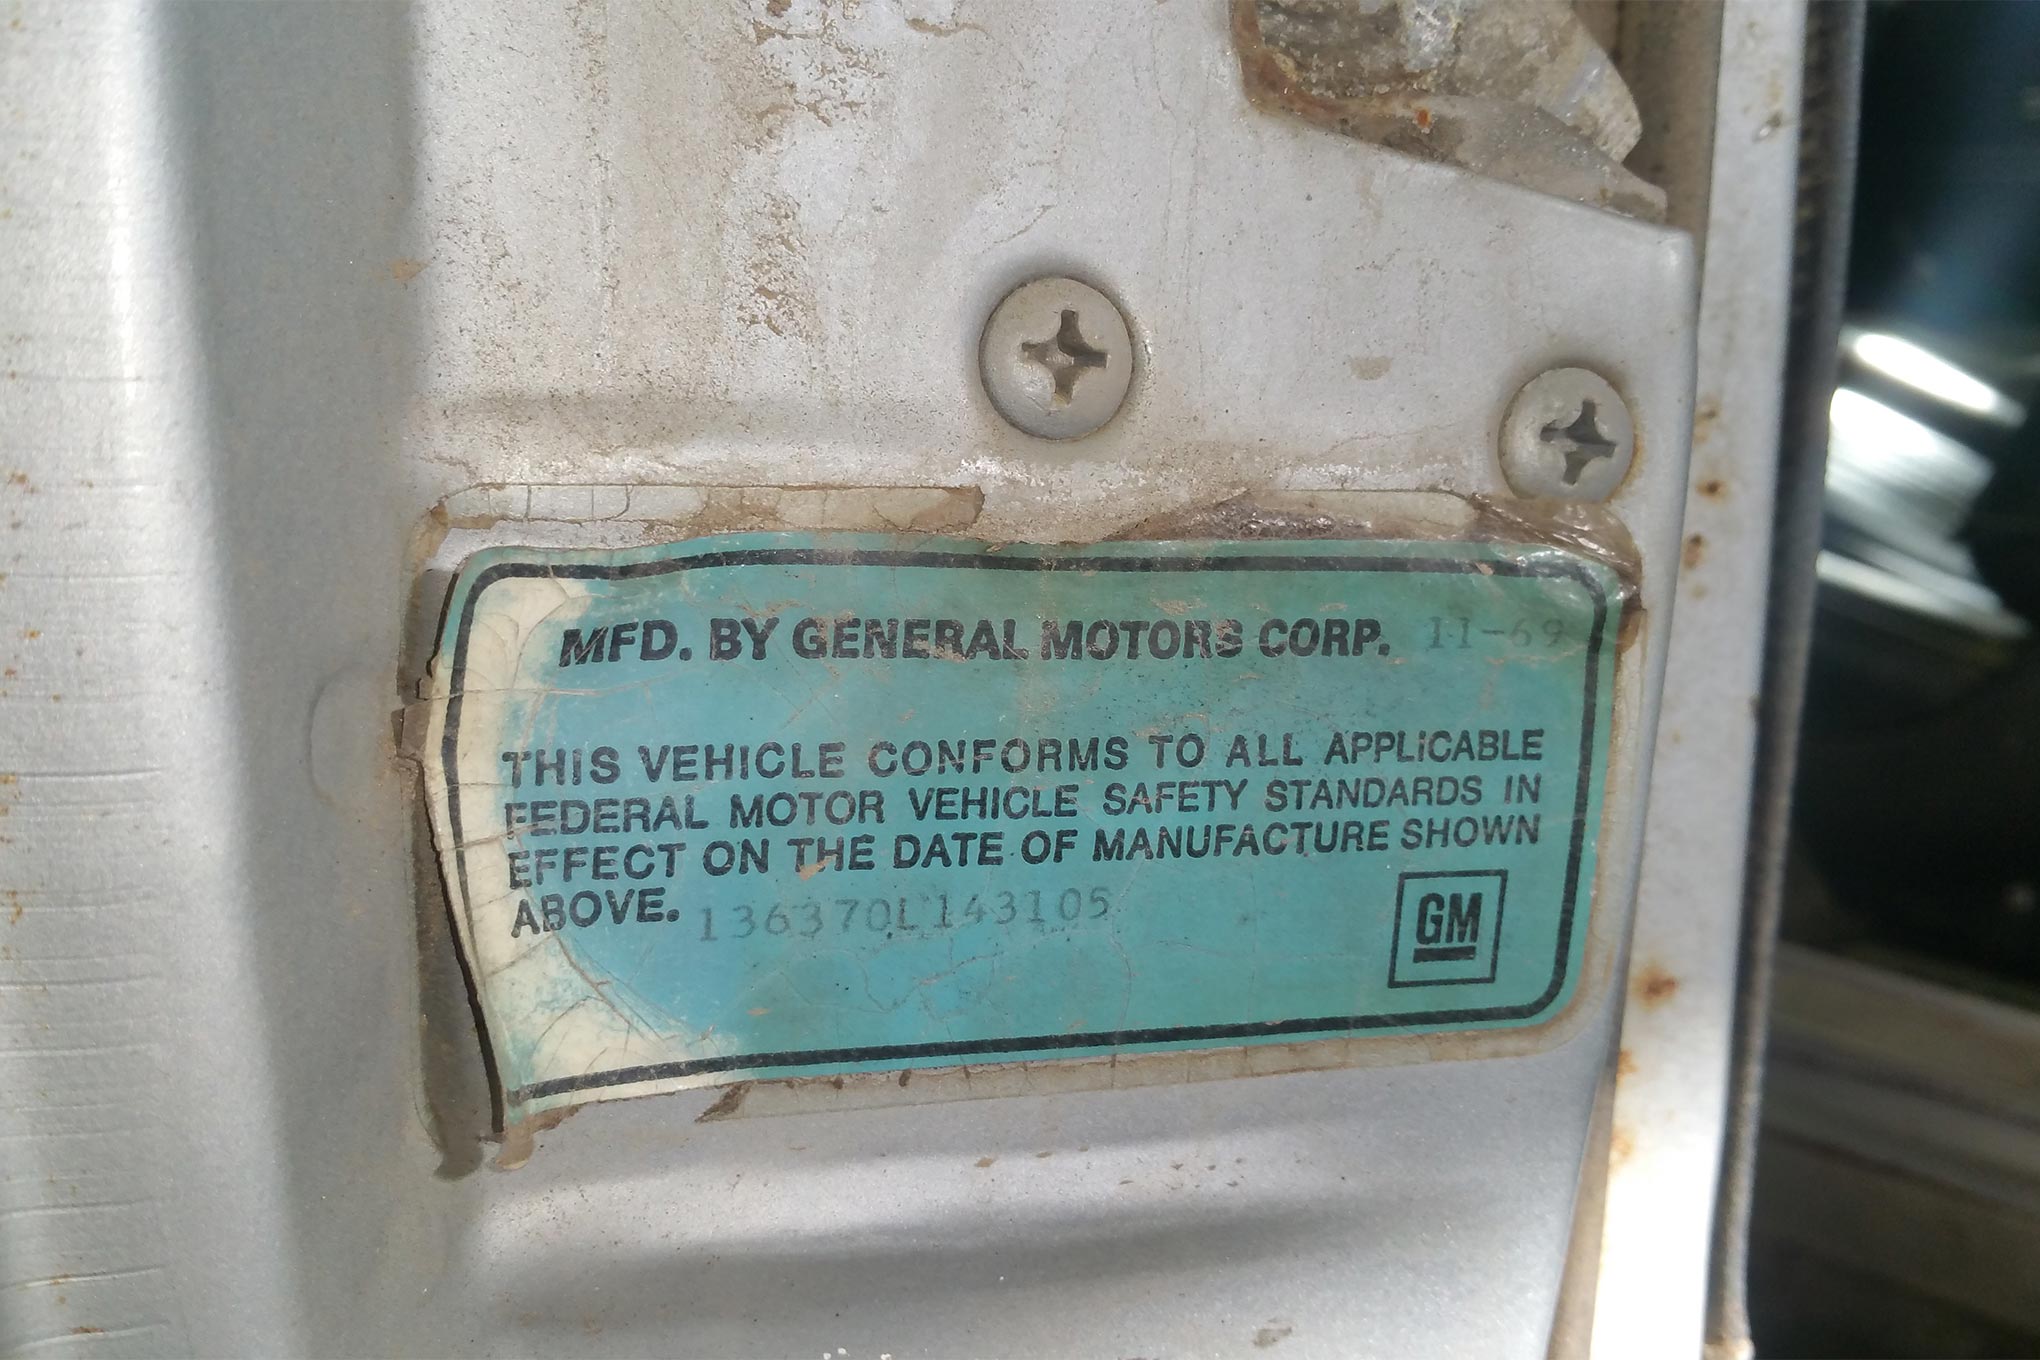 MFD. BY GENERAL MOTORS CORP. 11-69
THIS VEHICLE CONFORMS TO ALL APPLICABLE
FEDERAL MOTOR VEHICLE SAFETY STANDARDS IN
EFFECT ON THE DATE OF MANUFACTURE SHOWN
ABOVE. 136370L143105
GM